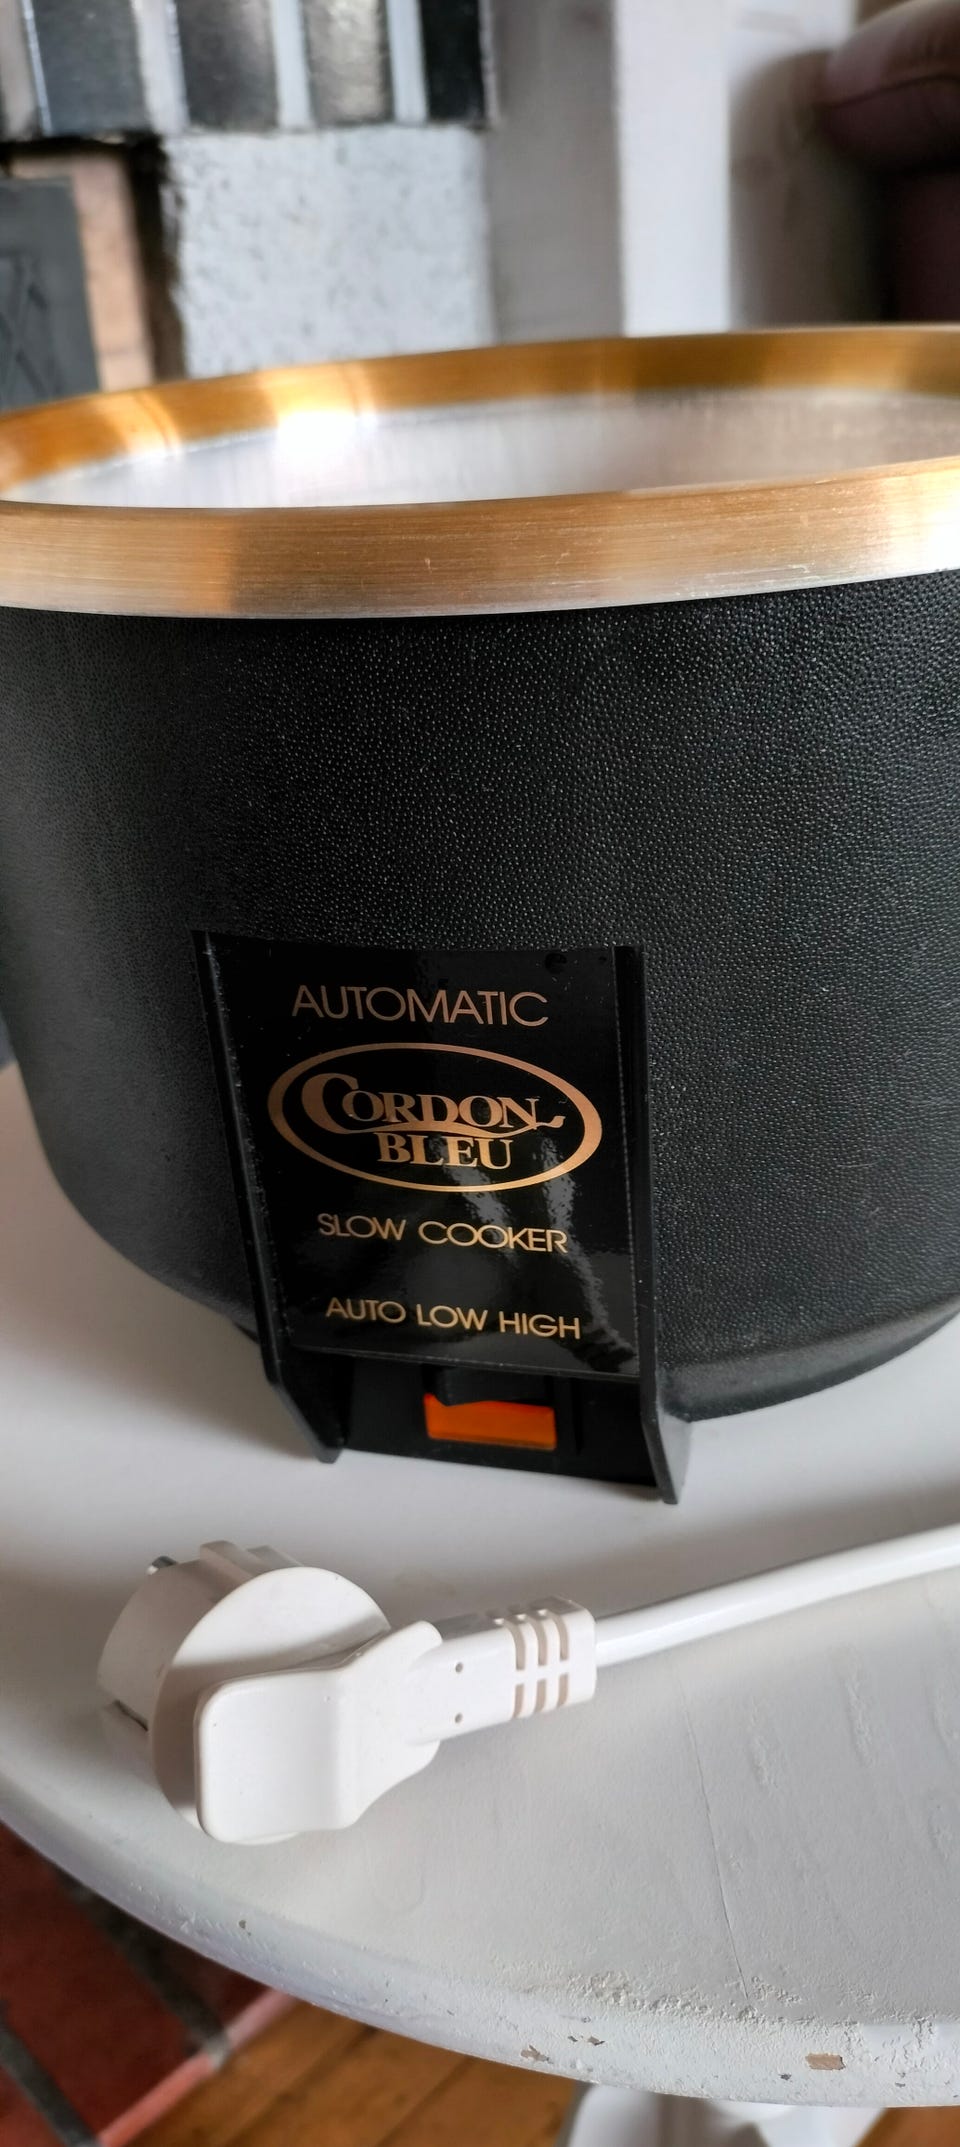 AUTOMATIC
CORDON
BLEU
SLOW COOKER
AUTO LOW HIGH